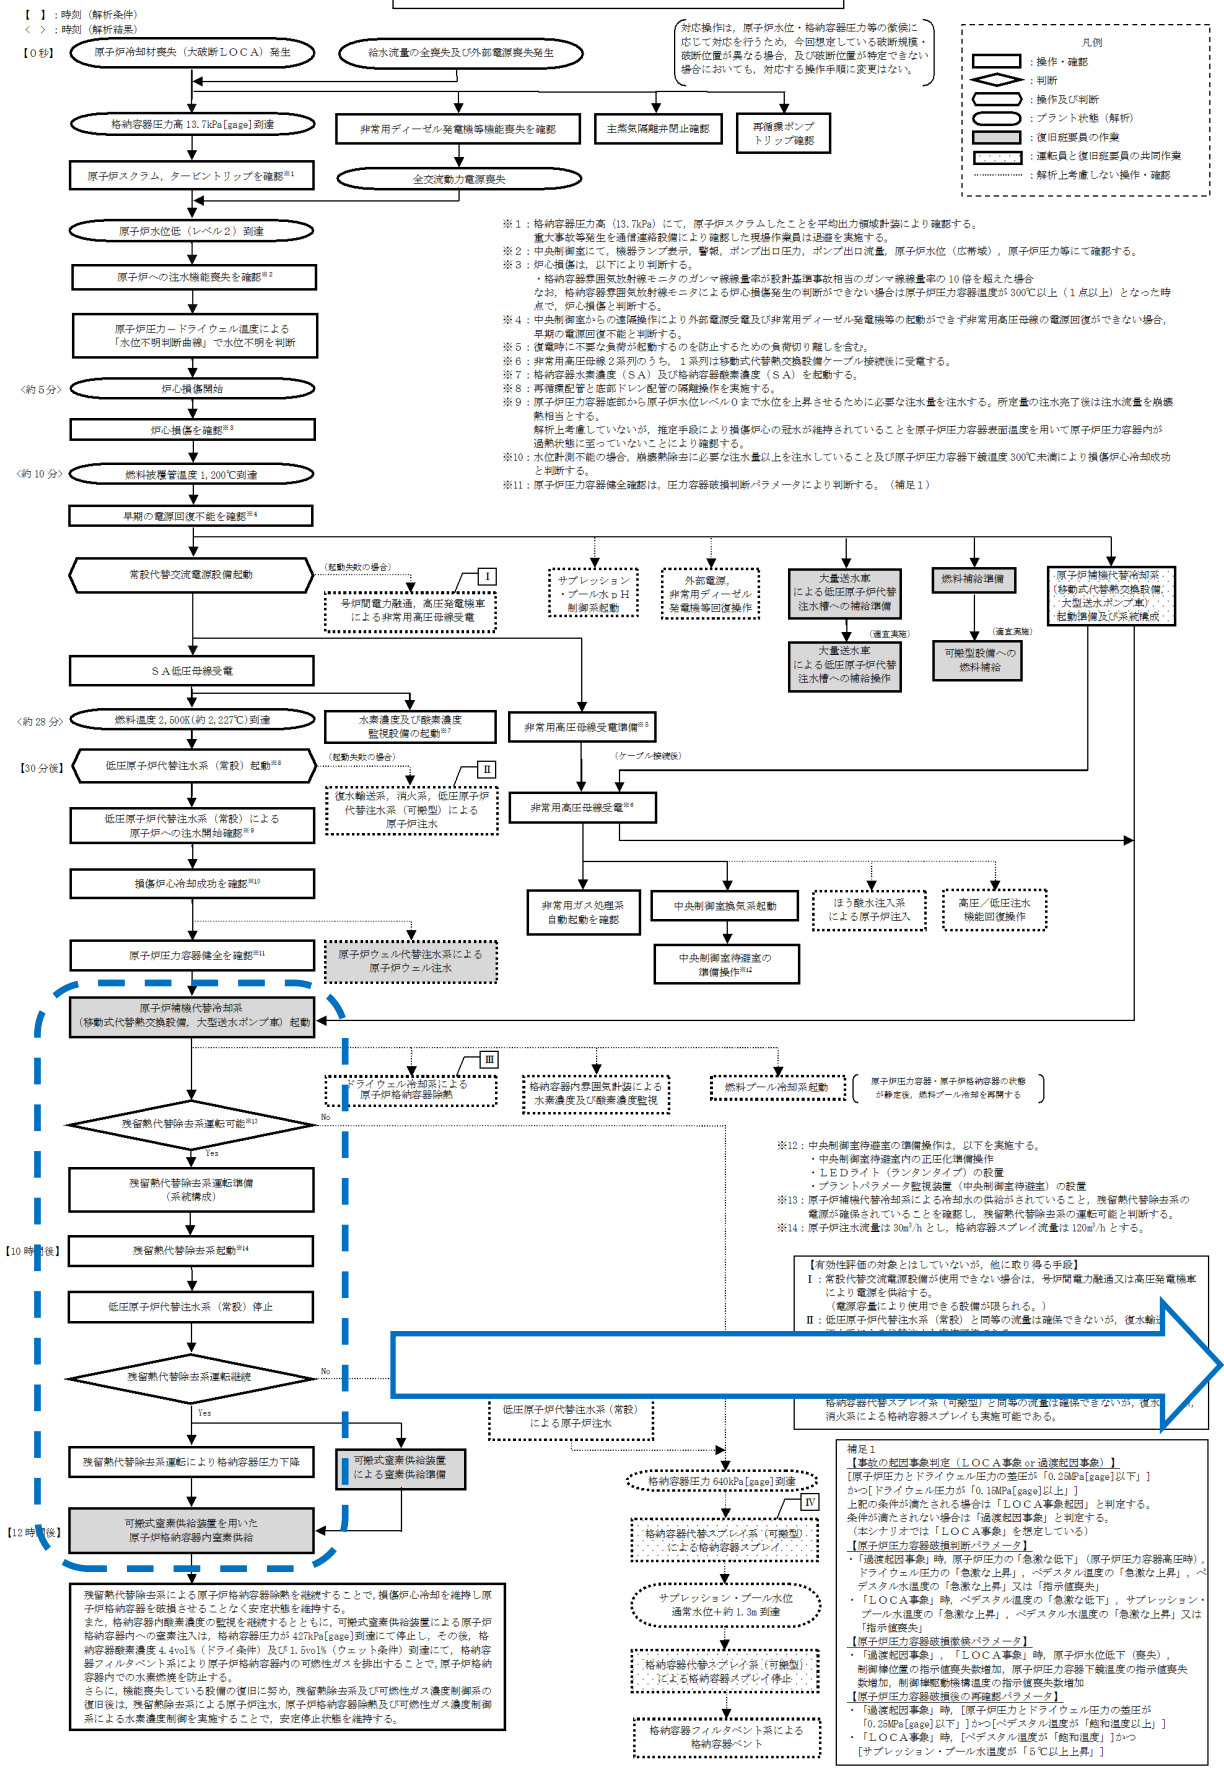 【　】：時刻（解析条件）
＜　＞：時刻（解析結果）
【０秒】
原子炉冷却材喪失（大破断ＬＯＣＡ）発生
給水流量の全喪失及び外部電源喪失発生
対応操作は，原子炉水位・格納容器圧力等の徴候に
応じて対応を行うため，今回想定している破断規模・
破断位置が異なる場合，及び破断位置が特定できない
場合においても，対応する操作手順に変更はない。
凡例
：操作・確認
：判断
：操作及び判断
：プラント状態（解析）
：復旧班要員の作業
：運転員と復旧班要員の共同作業
：解析上考慮しない操作・確認
格納容器圧力高 13.7kPa[gage]到達
非常用ディーゼル発電機等機能喪失を確認
主蒸気隔離弁閉止確認
再循環ポンプ
トリップ確認
原子炉スクラム，タービントリップを確認※1
全交流動力電源喪失
原子炉水位低（レベル２）到達
原子炉への注水機能喪失を確認※2
原子炉圧力－ドライウェル温度による
「水位不明判断曲線」で水位不明を判断
〈約５分〉
炉心損傷開始
炉心損傷を確認※3
〈約 10 分〉
燃料被覆管温度 1,200℃到達
早期の電源回復不能を確認※4
※１：格納容器圧力高（13.7kPa）にて，原子炉スクラムしたことを平均出力領域計装により確認する。
重大事故等発生を通信連絡設備により確認した現場作業員は退避を実施する。
※２：中央制御室にて，機器ランプ表示，警報，ポンプ出口圧力，ポンプ出口流量，原子炉水位（広帯域），原子炉圧力等にて確認する。
※３：炉心損傷は，以下により判断する。
・格納容器雰囲気放射線モニタのガンマ線線量率が設計基準事故相当のガンマ線線量率の 10 倍を超えた場合
なお，格納容器雰囲気放射線モニタによる炉心損傷発生の判断ができない場合は原子炉圧力容器温度が 300℃以上（１点以上）となった時
点で，炉心損傷と判断する。
※４：中央制御室からの遠隔操作により外部電源受電及び非常用ディーゼル発電機等の起動ができず非常用高圧母線の電源回復ができない場合，
早期の電源回復不能と判断する。
※５：復電時に不要な負荷が起動するのを防止するための負荷切り離しを含む。
※６：非常用高圧母線２系列のうち，１系列は移動式代替熱交換設備ケーブル接続後に受電する。
※７：格納容器水素濃度（ＳＡ）及び格納容器酸素濃度（ＳＡ）を起動する。
※８：再循環配管と底部ドレン配管の隔離操作を実施する。
※９：原子炉圧力容器底部から原子炉水位レベル０まで水位を上昇させるために必要な注水量を注水する。所定量の注水完了後は注水流量を崩壊
熱相当とする。
解析上考慮していないが，推定手段により損傷炉心の冠水が維持されていることを原子炉圧力容器表面温度を用いて原子炉圧力容器内が
過熱状態に至っていないことにより確認する。
※10：水位計測不能の場合，崩壊熱除去に必要な注水量以上を注水していること及び原子炉圧力容器下鏡温度 300℃未満により損傷炉心冷却成功
と判断する。
※11：原子炉圧力容器健全確認は，圧力容器破損判断パラメータにより判断する。（補足１）
常設代替交流電源設備起動
（起動失敗の場合）
Ⅰ
号炉間電力融通，高圧発電機車
による非常用高圧母線受電
サプレッション
・プール水ｐＨ
制御系起動
外部電源，
非常用ディーゼル
発電機等回復操作
大量送水車
による低圧原子炉代替
注水槽への補給準備
燃料補給準備
原子炉補機代替冷却系
（移動式代替熱交換設備，
大型送水ポンプ車）
起動準備及び系統構成
（適宜実施）
（適宜実施）
大量送水車
による低圧原子炉代替
注水槽への補給操作
可搬型設備への
燃料補給
ＳＡ低圧母線受電
〈約 28 分〉
燃料温度 2,500K(約 2,227℃)到達
水素濃度及び酸素濃度
監視設備の起動※7
非常用高圧母線受電準備※5
【30 分後】
低圧原子炉代替注水系（常設）起動※8
（起動失敗の場合）
Ⅱ
（ケーブル接続後）
復水輸送系，消火系，低圧原子炉
代替注水系（可搬型）による
原子炉注水
非常用高圧母線受電※6
低圧原子炉代替注水系（常設）による
原子炉への注水開始確認※9
損傷炉心冷却成功を確認※10
非常用ガス処理系
自動起動を確認
中央制御室換気系起動
ほう酸水注入系
による原子炉注入
高圧／低圧注水
機能回復操作
原子炉圧力容器健全を確認※11
原子炉ウェル代替注水系による
原子炉ウェル注水
中央制御室待避室の
準備操作※12
原子炉補機代替冷却系
（移動式代替熱交換設備，大型送水ポンプ車）起動
Ⅲ
ドライウェル冷却系による
原子炉格納容器除熱
格納容器内雰囲気計装による
水素濃度及び酸素濃度監視
燃料プール冷却系起動
原子炉圧力容器・原子炉格納容器の状態
が静定後，燃料プール冷却を再開する
残留熱代替除去系運転可能※13
No
Yes
残留熱代替除去系運転準備
（系統構成）
※12：中央制御室待避室の準備操作は，以下を実施する。
・中央制御室待避室内の正圧化準備操作
・ＬＥＤライト（ランタンタイプ）の設置
・プラントパラメータ監視装置（中央制御室待避室）の設置
※13：原子炉補機代替冷却系による冷却水の供給がされていること，残留熱代替除去系の
電源が確保されていることを確認し，残留熱代替除去系の運転可能と判断する。
※14：原子炉注水流量は 30m³/h とし，格納容器スプレイ流量は 120m³/h とする。
【10 時間後】
残留熱代替除去系起動※14
低圧原子炉代替注水系（常設）停止
【有効性評価の対象とはしていないが，他に取り得る手段】
Ⅰ：常設代替交流電源設備が使用できない場合は，号炉間電力融通又は高圧発電機車
により電源を供給する。
（電源容量により使用できる設備が限られる。）
Ⅱ：低圧原子炉代替注水系（常設）と同等の流量は確保できないが，復水輸送
残留熱代替除去系運転継続
No
Yes
格納容器代替スプレイ系（可搬型）と同等の流量は確保できないが，復水
消火系による格納容器スプレイも実施可能である。
低圧原子炉代替注水系（常設）
による原子炉注水
残留熱代替除去系運転により格納容器圧力下降
可搬式窒素供給装置
による窒素供給準備
格納容器圧力 640kPa[gage]到達
Ⅳ
【12 時間後】
可搬式窒素供給装置を用いた
原子炉格納容器内窒素供給
格納容器代替スプレイ系（可搬型）
による格納容器スプレイ
サプレッション・プール水位
通常水位＋約 1.3m 到達
格納容器代替スプレイ系（可搬型）
による格納容器スプレイ停止
格納容器フィルタベント系による
格納容器ベント
残留熱代替除去系による原子炉格納容器除熱を継続することで，損傷炉心冷却を維持し原
子炉格納容器を破損させることなく安定状態を維持する。
また，格納容器内酸素濃度の監視を継続するとともに，可搬式窒素供給装置による原子炉
格納容器内への窒素注入は，格納容器圧力が 427kPa[gage]到達にて停止し，その後，格
納容器酸素濃度 4.4vol%（ドライ条件）及び 1.5vol%（ウェット条件）到達にて，格納容
器フィルタベント系により原子炉格納容器内の可燃性ガスを排出することで，原子炉格納
容器内での水素燃焼を防止する。
さらに，機能喪失している設備の復旧に努め，残留熱除去系及び可燃性ガス濃度制御系の
復旧後は，残留熱除去系による原子炉注水，原子炉格納容器除熱及び可燃性ガス濃度制御
系による水素濃度制御を実施することで，安定停止状態を維持する。
補足１
【事故の起因事象判定（ＬＯＣＡ事象 or 過渡起因事象）】
[原子炉圧力とドライウェル圧力の差圧が「0.25MPa[gage]以下」]
かつ[ドライウェル圧力が「0.15MPa[gage]以上」]
上記の条件が満たされる場合は「ＬＯＣＡ事象起因」と判定する。
条件が満たされない場合は「過渡起因事象」と判定する。
（本シナリオでは「ＬＯＣＡ事象」を想定している）
【原子炉圧力容器破損判断パラメータ】
・「過渡起因事象」時，原子炉圧力の「急激な低下」（原子炉圧力容器高圧時），
ドライウェル圧力の「急激な上昇」，ペデスタル温度の「急激な上昇」，ペ
デスタル水温度の「急激な上昇」又は「指示値喪失」
・「ＬＯＣＡ事象」時，ペデスタル温度の「急激な上昇」，サプレッション・
プール水温度の「急激な上昇」，ペデスタル水温度の「急激な上昇」又は
「指示値喪失」
【原子炉圧力容器破損徴候パラメータ】
・「過渡起因事象」，「ＬＯＣＡ事象」時，原子炉水位低下（喪失），
制御棒位置の指示値喪失数増加，原子炉圧力容器下鏡温度の指示値喪失
数増加，制御棒駆動機構温度の指示値喪失数増加
【原子炉圧力容器破損後の再確認パラメータ】
・「過渡起因事象」時，[原子炉圧力とドライウェル圧力の差圧が
「0.25MPa[gage]以下」]かつ[ペデスタル温度が「飽和温度以上」]
・「ＬＯＣＡ事象」時，[ペデスタル温度が「飽和温度」]かつ
[サプレッション・プール水温度が「５℃以上上昇」]